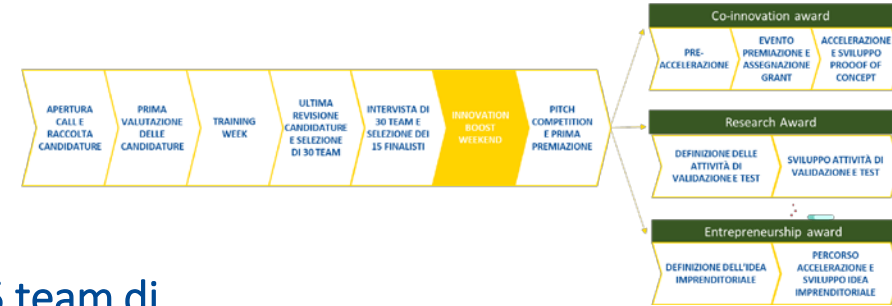 Co-innovation award
PRE-
ACCELERAZIONE
EVENTO
PREMIAZIONE E
ASSEGNAZIONE
GRANT
ACCELERAZIONE
E SVILUPPO
PROOOF OF
CONCEPT
APERTURA
CALL E
RACCOLTA
CANDIDATURE
PRIMA
VALUTAZIONE
DELLE
CANDIDATURE
TRAINING
WEEK
ULTIMA
REVISIONE
CANDIDATURE
E SELEZIONE
DI 30 TEAM
INTERVISTA DI
30 TEAM E
SELEZIONE DEI
15 FINALISTI
INNOVATION
BOOST
WEEKEND
PITCH
COMPETITION
E PRIMA
PREMIAZIONE
Research Award
DEFINIZIONE DELLE
ATTIVITÀ DI
VALIDAZIONE E TEST
SVILUPPO ATTIVITÀ DI
VALIDAZIONE E TEST
Entrepreneurship award
DEFINIZIONE DELL'IDEA
IMPRENDITORIALE
PERCORSO
ACCELERAZIONE E
SVILUPPO IDEA
IMPRENDITORIALE
team di